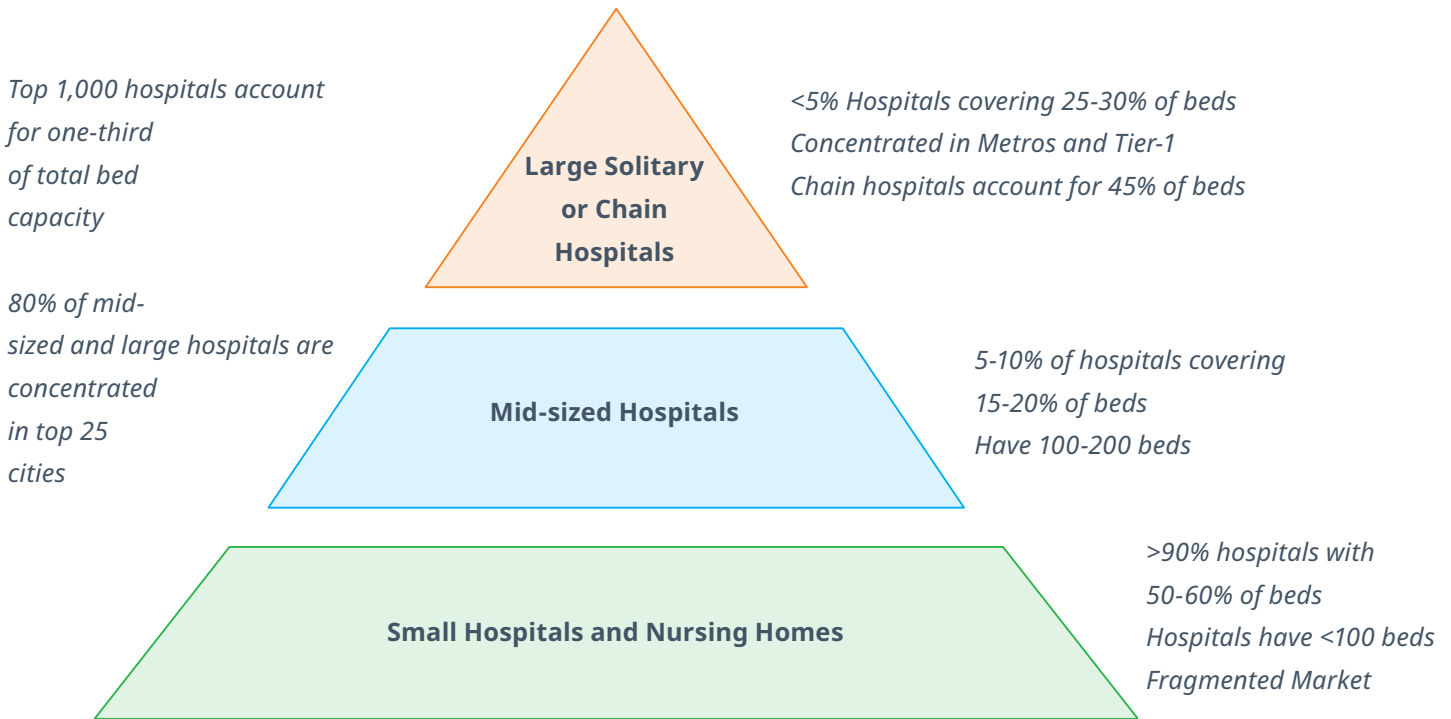 Top 1,000 hospitals account
for one-third
of total bed
capacity
80% of mid-
sized and large hospitals are
concentrated
in top 25
cities
Large Solitary
or Chain
Hospitals
<5% Hospitals covering 25-30% of beds
Concentrated in Metros and Tier-1
Chain hospitals account for 45% of beds
Mid-sized Hospitals
5-10% of hospitals covering
15-20% of beds
Have 100-200 beds
Small Hospitals and Nursing Homes
>90% hospitals with
50-60% of beds
Hospitals have <100 beds
Fragmented Market